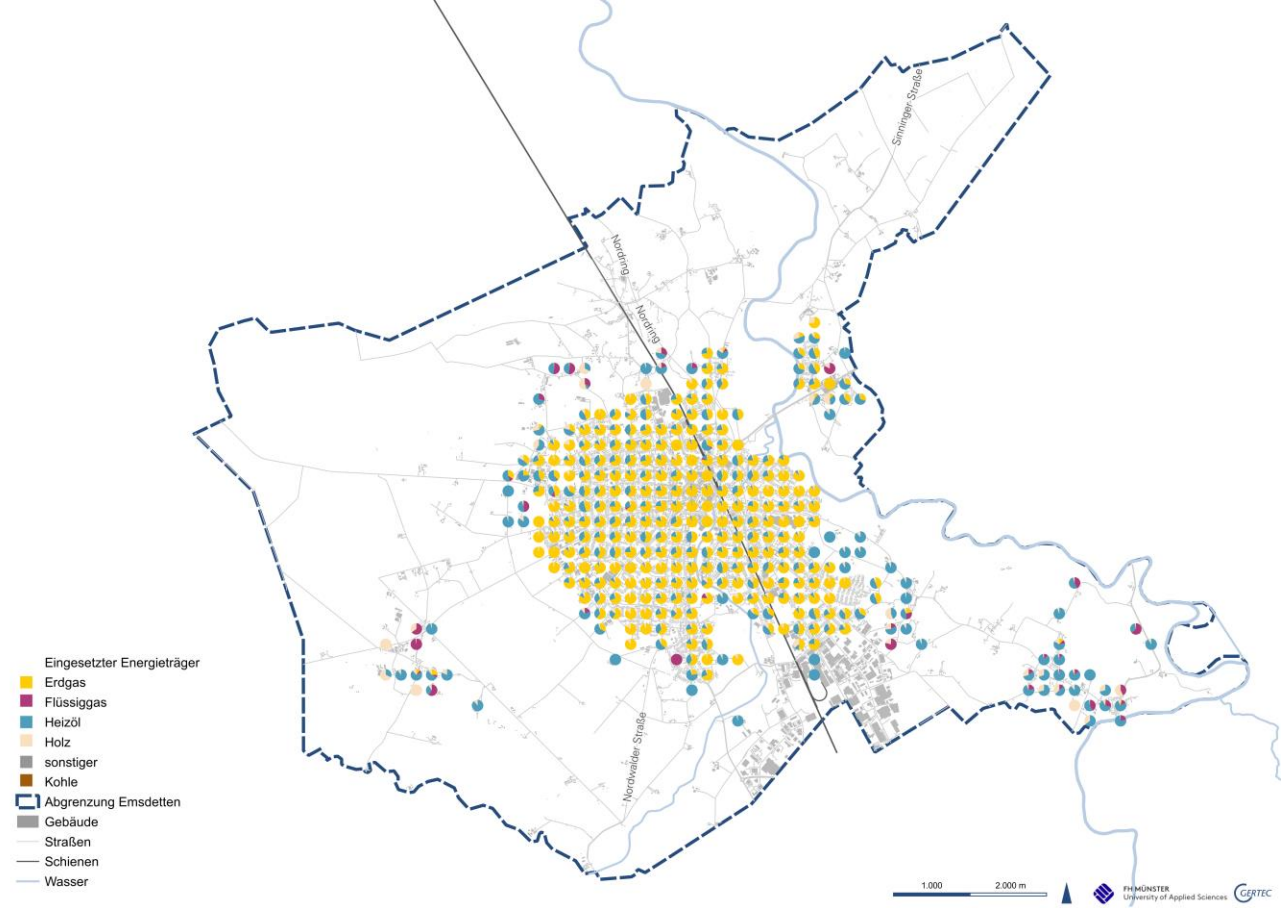 Sinninger Straße
Nordring
Nordring
Nordwalder Straße
Eingesetzter Energieträger
Erdgas
Flüssiggas
Heizöl
Holz
sonstiger
Kohle
Abgrenzung Emsdetten
Gebäude
Straßen
Schienen
Wasser
1.000 2.000 m
FH MÜNSTER
University of Applied Sciences
GERTEC